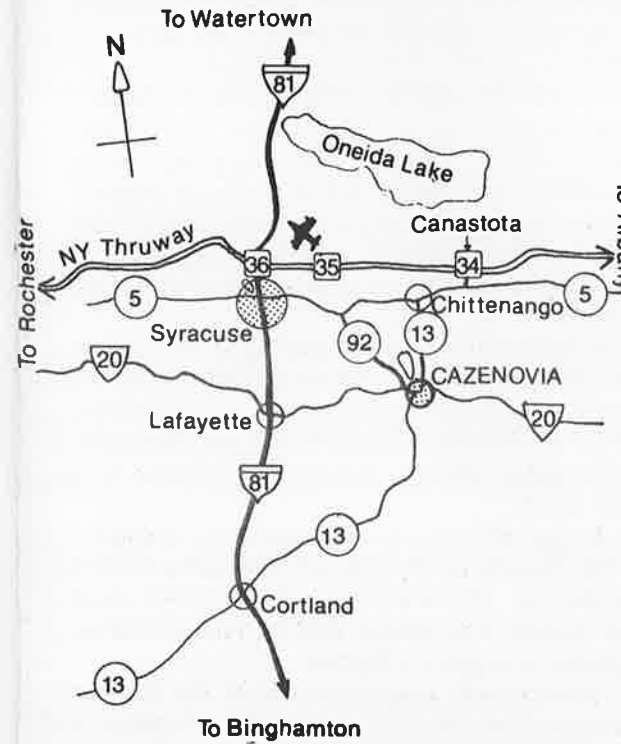 To Watertown
N
81
Oneida Lake
To Rochester
NY Thruway
Canastota
36
35
34
5
Syracuse
Chittenango
5
92
13
20
CAZENOVIA
Lafayette
20
81
13
Cortland
13
To Binghamton